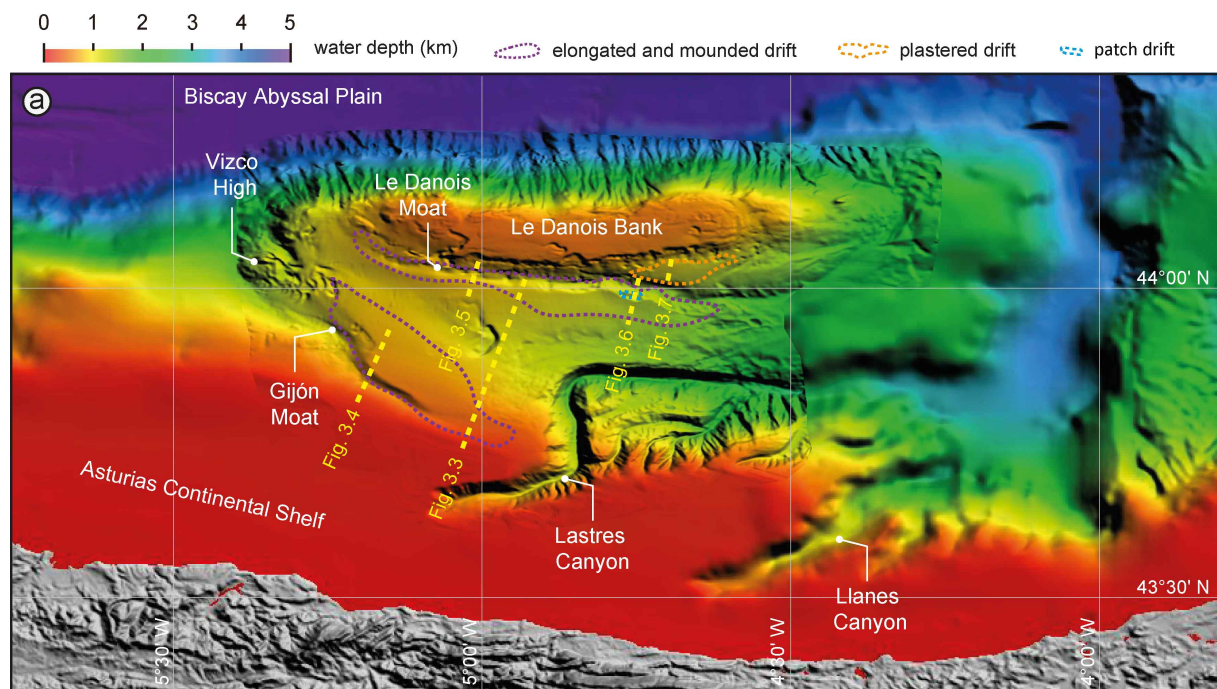 0 1 2 3 4 5
water depth (km)
elongated and mounded drift
plastered drift
patch drift
a
Biscay Abyssal Plain
Vizco
High
Le Danois
Moat
Le Danois Bank
44°00' N
Fig. 3.5
Fig. 3.6
Fig. 3.7
Gijón
Moat
Fig. 3.4
Fig. 3.3
Asturias Continental Shelf
Lastres
Canyon
Llanes
Canyon
43°30' N
5°30' W
5°00' W
4°30' W
4°00' W